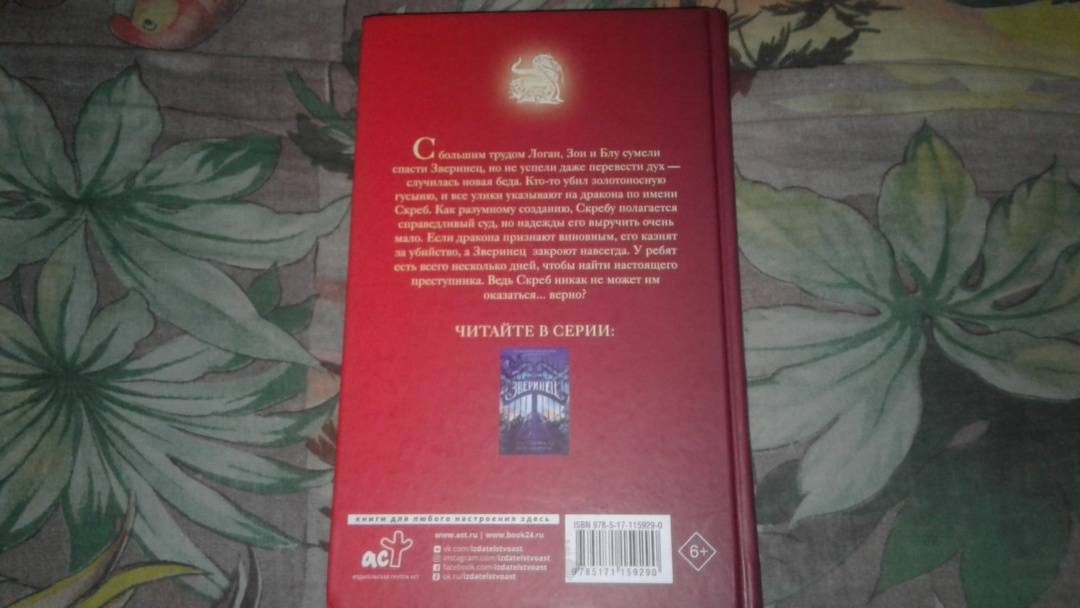 С большим трудом Логан, Зои и Блу сумели
спасти Зверинец, но не успели даже перевести дух —
случилась новая беда. Кто-то убил золотоносную
гусыню, и все улики указывают на дракона по имени
Скреб. Как разумному созданию, Скребу полагается
справедливый суд, но надежды его выручить очень
мало. Если дракона признают виновным, его казнят
за убийство, а Зверинец закроют навсегда. У ребят
есть всего несколько дней, чтобы найти настоящего
преступника. Ведь Скреб никак не может им
оказаться... верно?
ЧИТАЙТЕ В СЕРИИ:
ЗВЕРИНЕЦ
книги для любого настроения здесь
аст
ИЗДАТЕЛЬСКАЯ ГРУППА АСТ
www.ast.ru | www.book24.ru
vk.com/izdatelstvoast
instagram.com/izdatelstvoast
facebook.com/izdatelstvoast
ok.ru/izdatelstvoast
ISBN 978-5-17-115929-0
9785171159290
6+